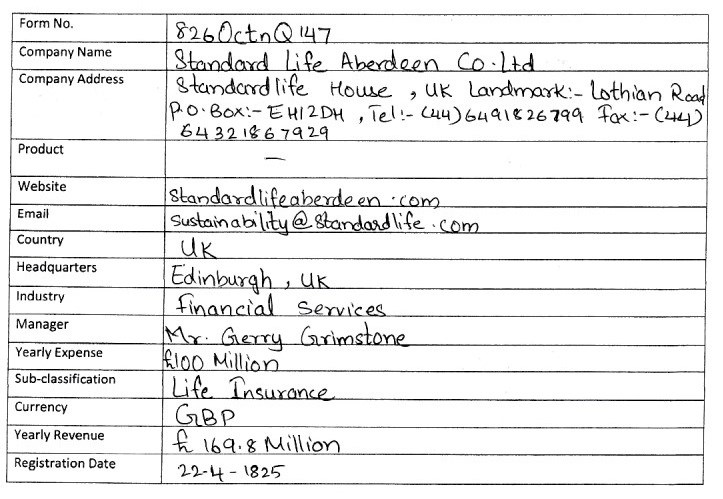 Form No. 826OctnQ147
Company Name Standard Life Aberdeen Co.Ltd
Company Address Standard life House , UK Landmark:- Lothian Road
P.O.Box:- EH12DH , Tel:- (44)6491826799 Fax:- (44)
64321867929
Product —
Website standardlifeaberdeen.com
Email sustainability@standardlife.com
Country UK
Headquarters Edinburgh , UK
Industry financial services
Manager Mr. Gerry Grimstone
Yearly Expense £100 Million
Sub-classification Life Insurance
Currency GBP
Yearly Revenue £ 169.8 Million
Registration Date 22-4-1825